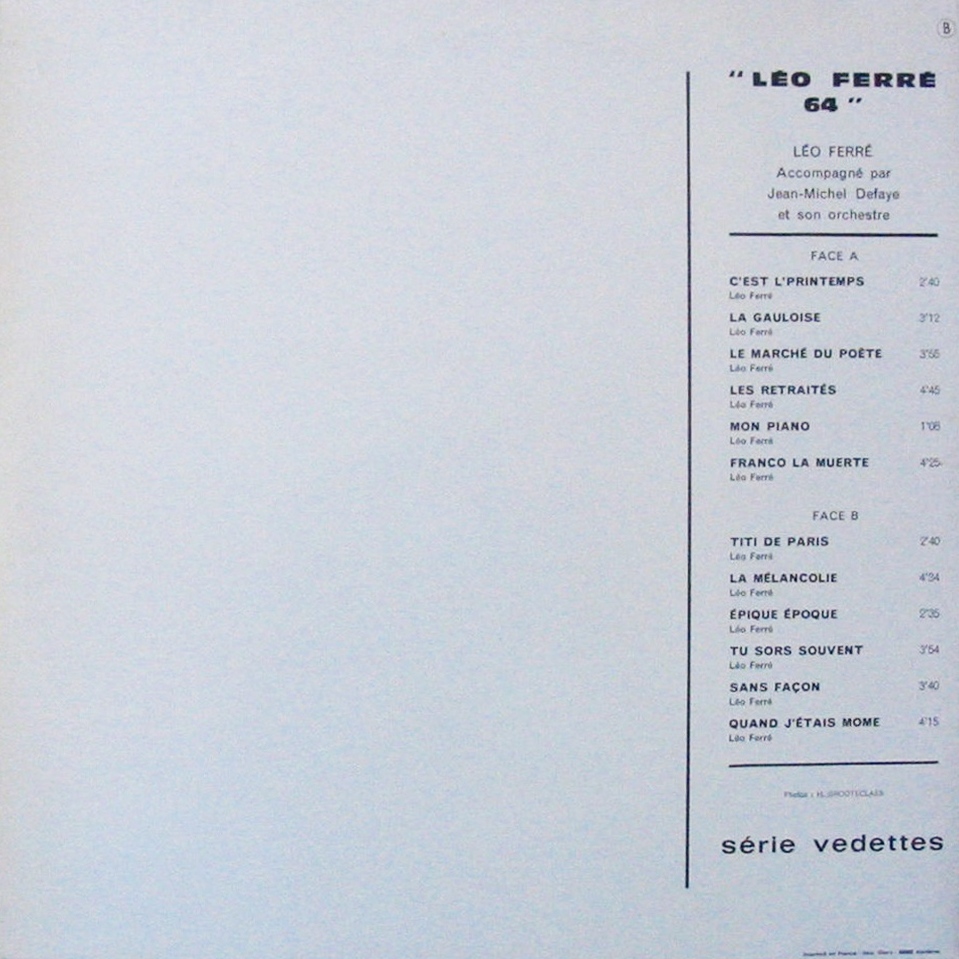 B
“ LÉO FERRÉ
64 ”
LÉO FERRÉ
Accompagné par
Jean-Michel Defaye
et son orchestre
FACE A
C'EST L'PRINTEMPS 2'40
Léo Ferré
LA GAULOISE 3'12
Léo Ferré
LE MARCHÉ DU POÈTE 3'55
Léo Ferré
LES RETRAITÉS 4'45
Léo Ferré
MON PIANO
Léo Ferré
FRANCO LA MUERTE 4'25
Léo Ferré
FACE B
TITI DE PARIS 2'40
Léo Ferré
LA MÉLANCOLIE 4'34
Léo Ferré
ÉPIQUE ÉPOQUE 2'35
Léo Ferré
TU SORS SOUVENT 3'54
Léo Ferré
SANS FAÇON 3'40
Léo Ferré
QUAND J'ÉTAIS MOME 4'15
Léo Ferré
Photos : H. GROOTECLAES
série vedettes